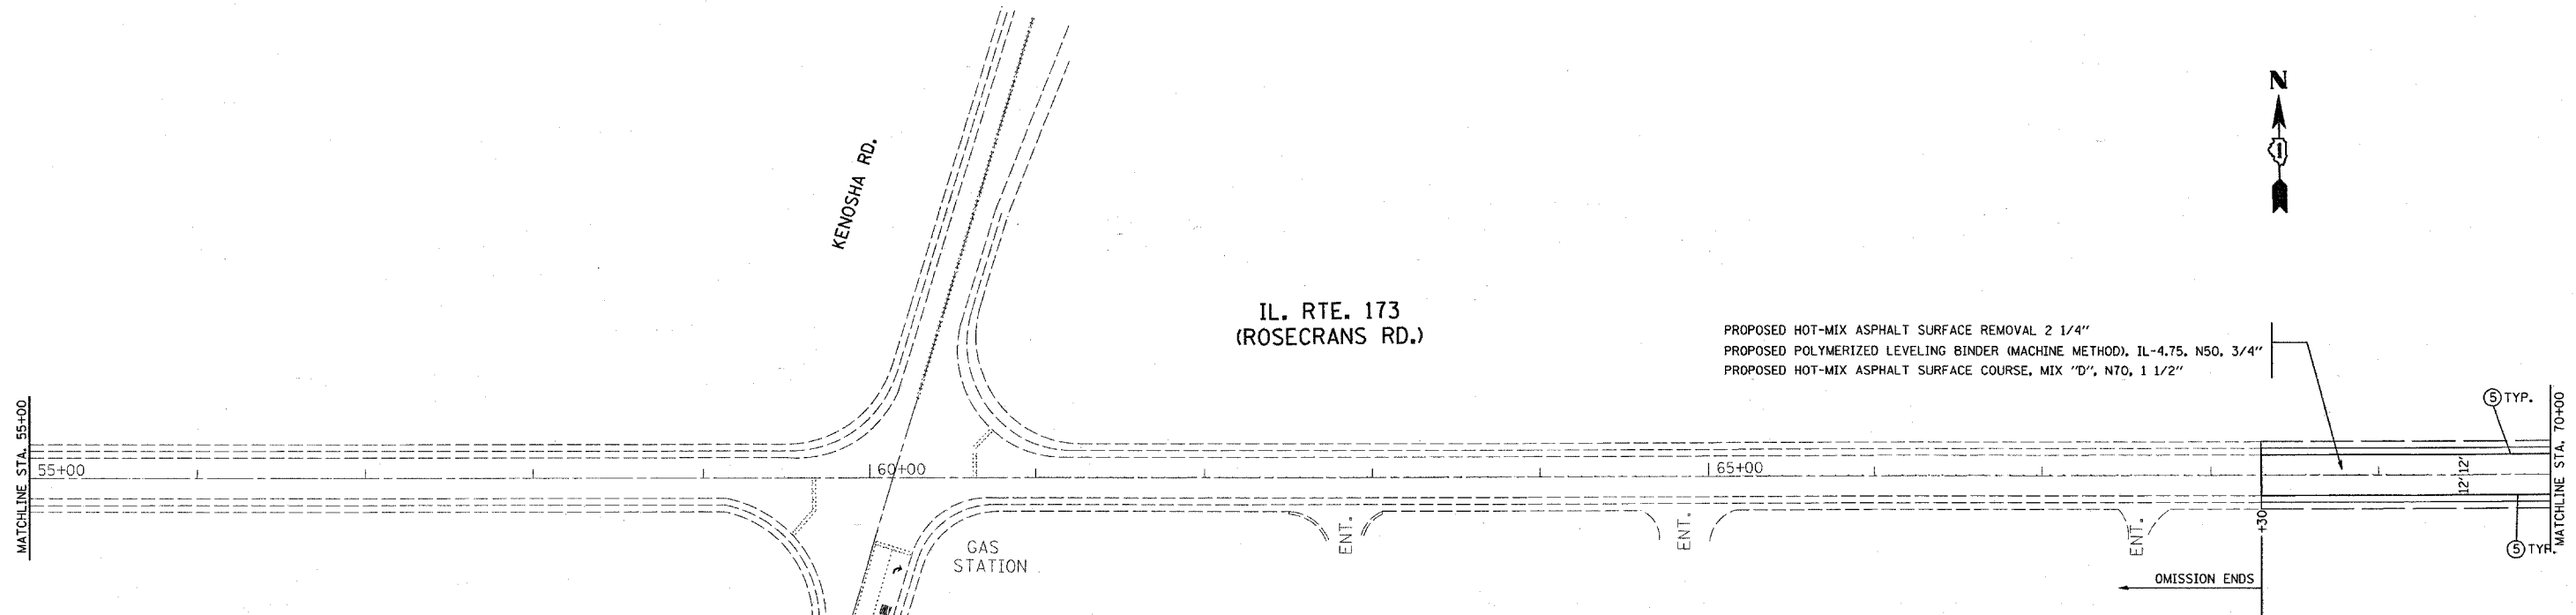 N
KENOSHA RD.
IL. RTE. 173
(ROSECRANS RD.)
PROPOSED HOT-MIX ASPHALT SURFACE REMOVAL 2 1/4"
PROPOSED POLYMERIZED LEVELING BINDER (MACHINE METHOD), IL-4.75, N50, 3/4"
PROPOSED HOT-MIX ASPHALT SURFACE COURSE, MIX "D", N70, 1 1/2"
5 TYP.
MATCHLINE STA. 55+00
MATCHLINE STA. 70+00
55+00
60+00
65+00
12'
12'
+30
ENT.
ENT.
ENT.
GAS
STATION
5 TYP.
OMISSION ENDS